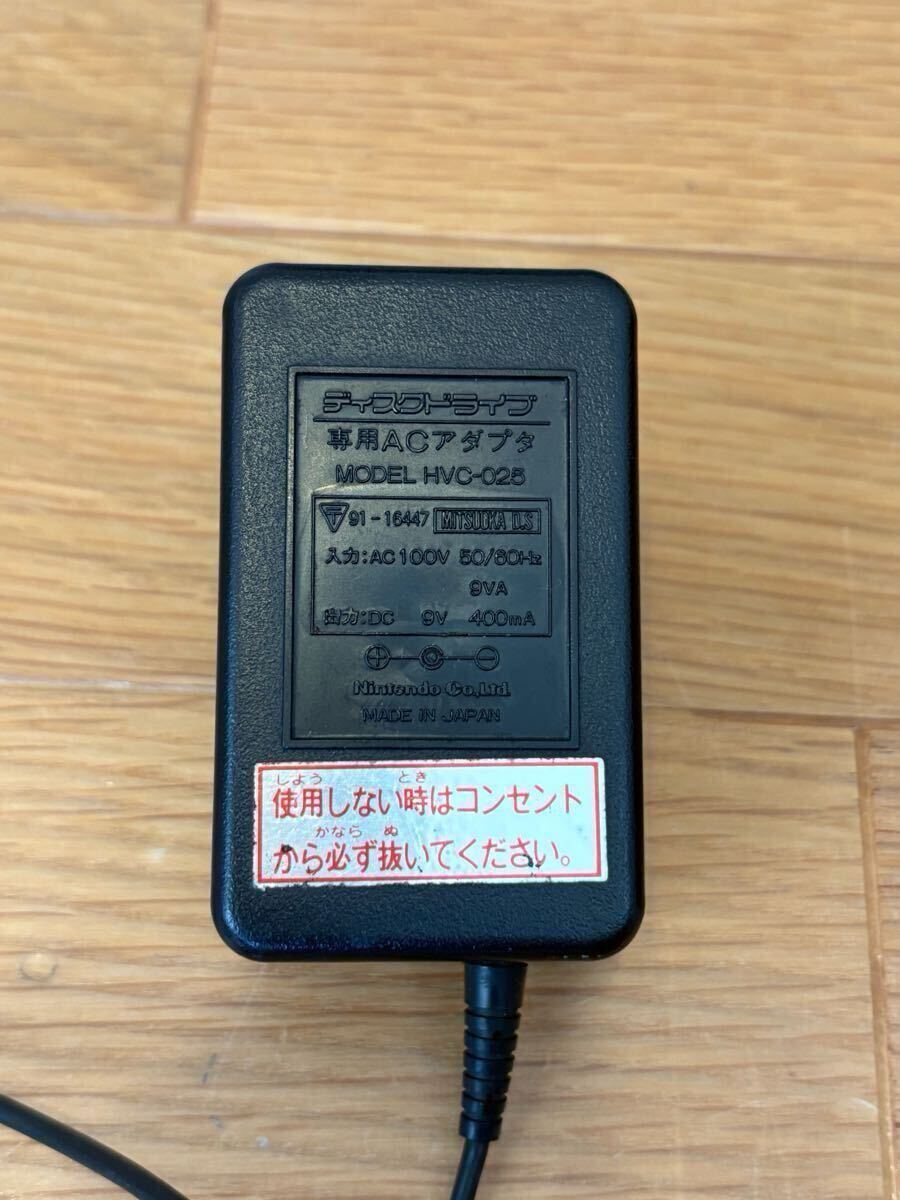 ディスクドライブ
専用ACアダプタ
MODEL HVC-025
〒 91-16447 MITSUOKA D.S
入力:AC100V 50/60Hz
9VA
出力:DC 9V 400mA
Nintendo Co.,Ltd.
MADE IN JAPAN
しよう とき
使用しない時はコンセント
かなら ぬ
から必ず抜いてください。